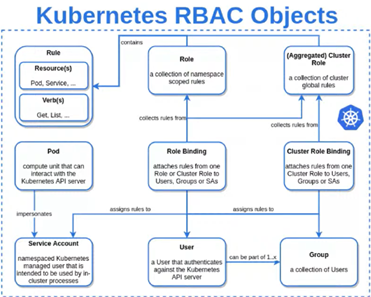 Kubernetes RBAC Objects
contains
Rule
Resource(s)
Pod, Service, ...
Verb(s)
Get, List, ...
Role
a collection of namespace
scoped rules
(Aggregated) Cluster
Role
a collection of cluster
global rules
collects rules from
collects rules from
Pod
compute unit that can
interact with the
Kubernetes API server
Role Binding
attaches rules from one
Role or Cluster Role to
Users, Groups or SAs
Cluster Role Binding
attaches rules from one
Cluster Role to Users,
Groups or SAs
impersonates
assigns rules to
assigns rules to
Service Account
namespaced Kubernetes
managed user that is
intended to be used by in-
cluster processes
User
a User that authenticates
against the Kubernetes
API server
can be part of 1..x
Group
a collection of Users